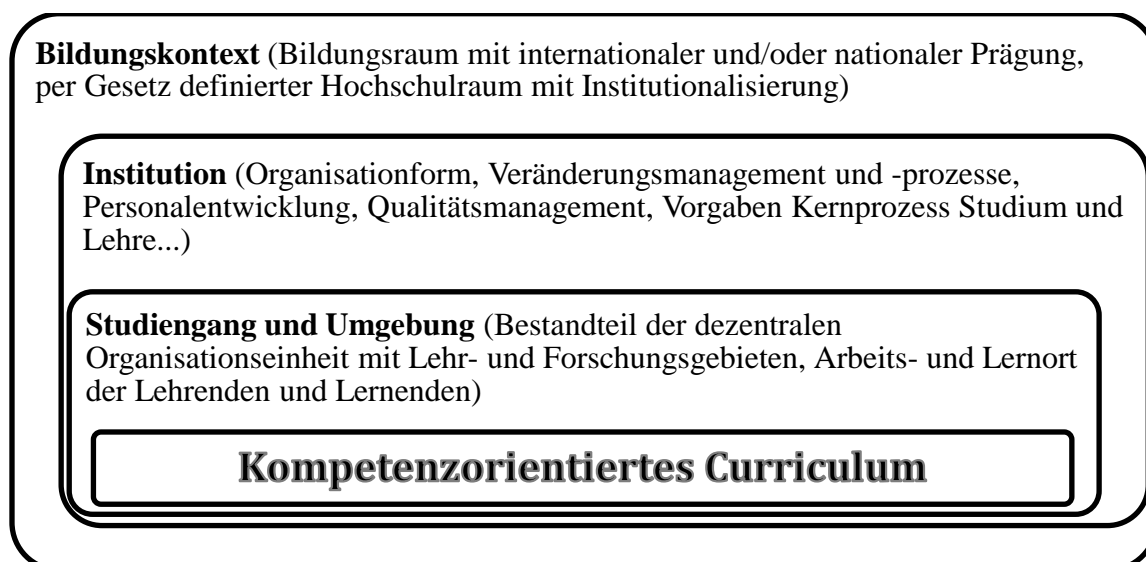 Bildungskontext (Bildungsraum mit internationaler und/oder nationaler Prägung,
per Gesetz definierter Hochschulraum mit Institutionalisierung)
Institution (Organisationform, Veränderungsmanagement und -prozesse,
Personalentwicklung, Qualitätsmanagement, Vorgaben Kernprozess Studium und
Lehre...)
Studiengang und Umgebung (Bestandteil der dezentralen
Organisationseinheit mit Lehr- und Forschungsgebieten, Arbeits- und Lernort
der Lehrenden und Lernenden)
Kompetenzorientiertes Curriculum